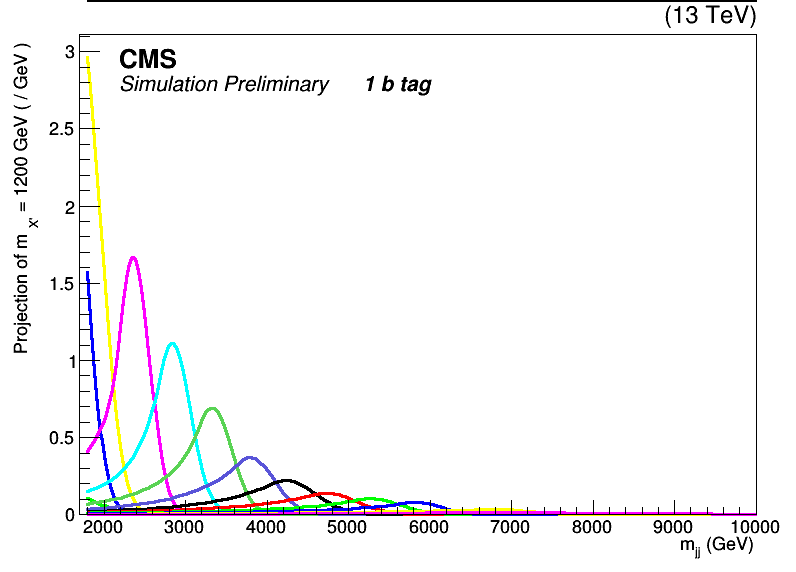 (13 TeV)
CMS
Simulation Preliminary 1 b tag
Projection of m_X' = 1200 GeV ( / GeV )
3
2.5
2
1.5
1
0.5
0
2000 3000 4000 5000 6000 7000 8000 9000 10000
m_jj (GeV)